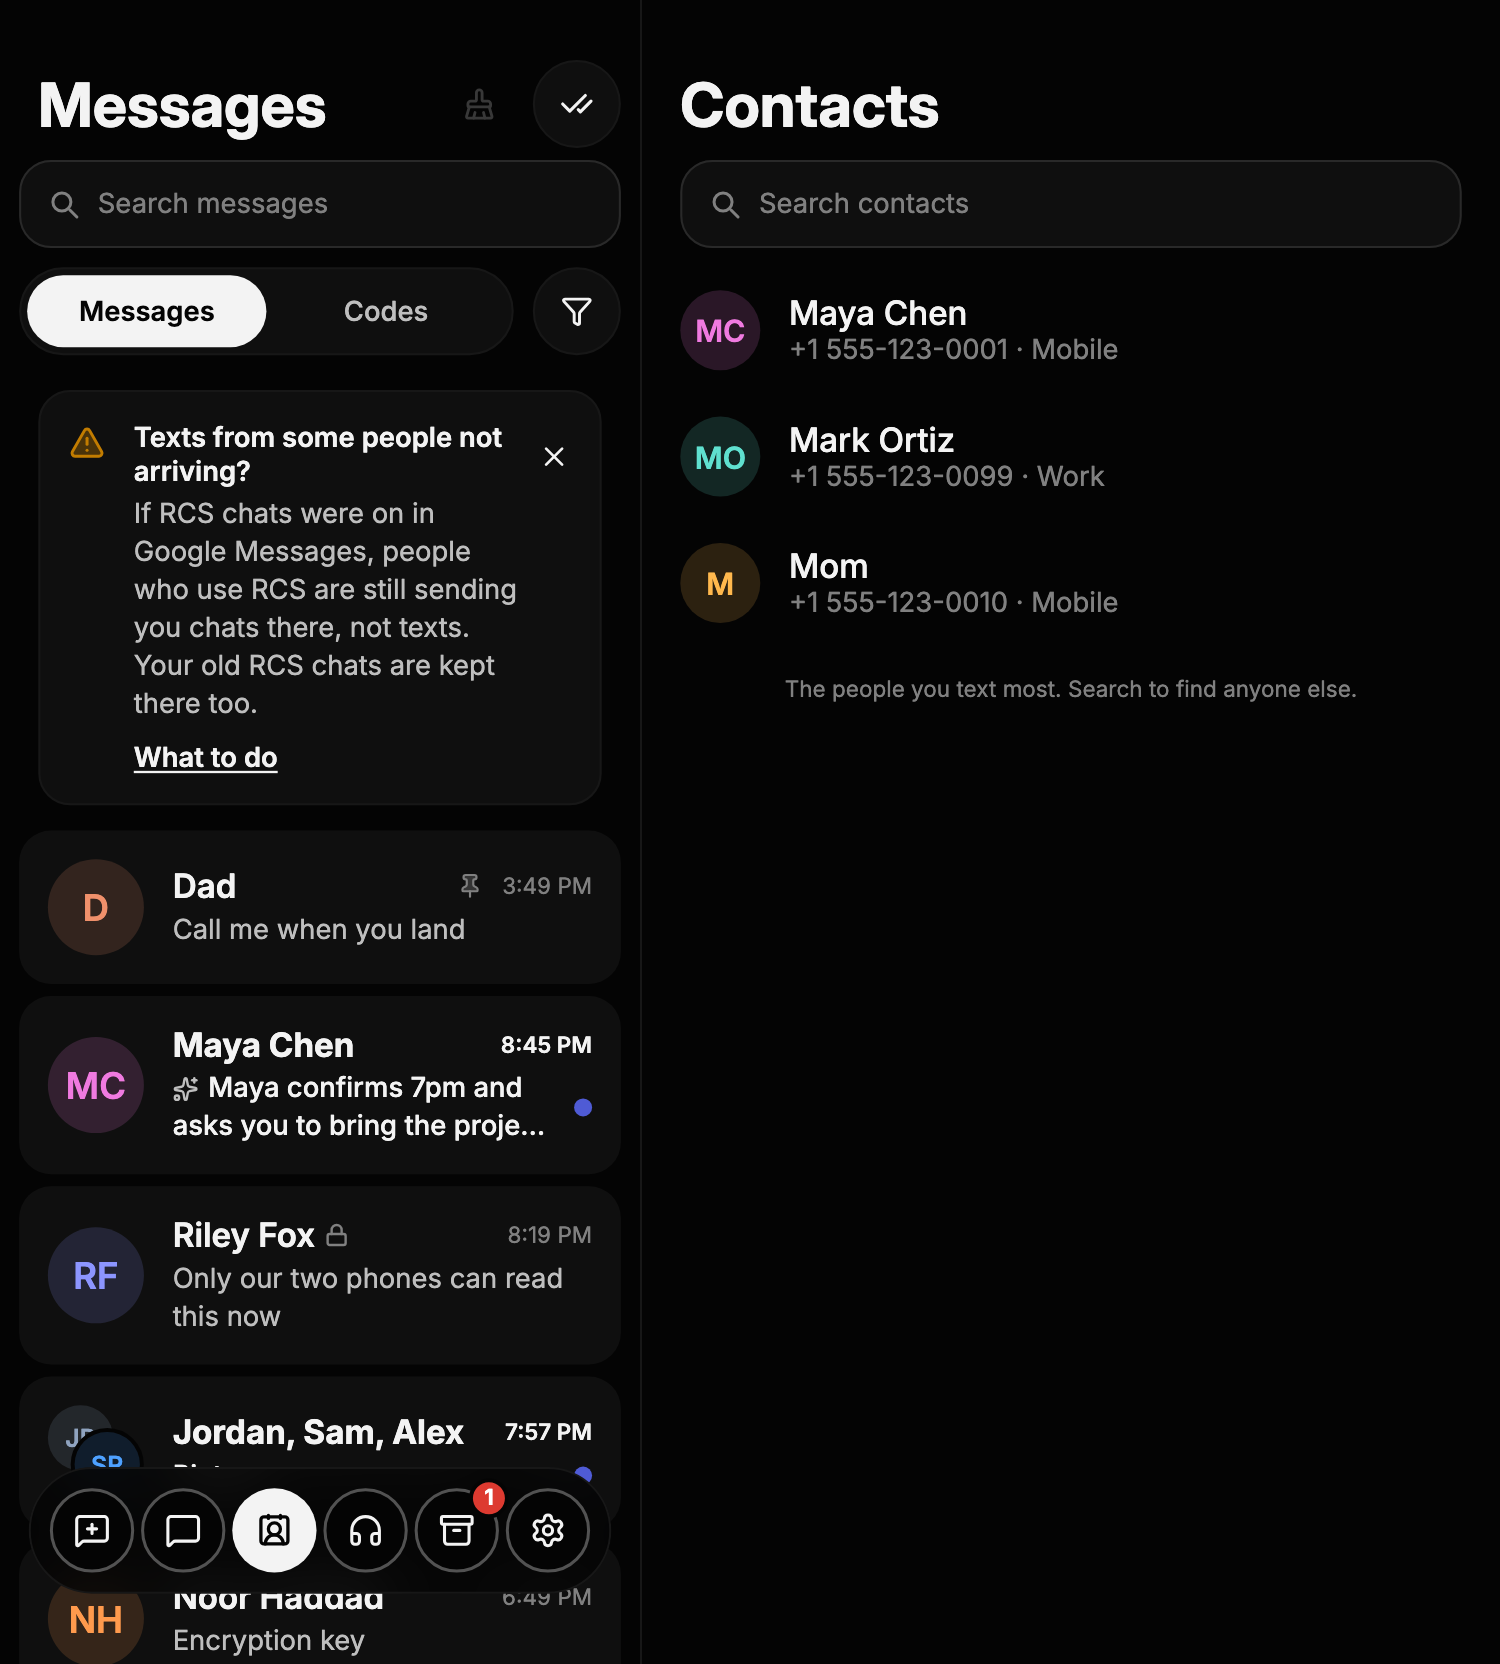 Messages
Search messages
Messages
Codes
Texts from some people not
arriving?
If RCS chats were on in
Google Messages, people
who use RCS are still sending
you chats there, not texts.
Your old RCS chats are kept
there too.
What to do
D
Dad
3:49 PM
Call me when you land
MC
Maya Chen
8:45 PM
Maya confirms 7pm and
asks you to bring the proje...
RF
Riley Fox
8:19 PM
Only our two phones can read
this now
Jordan, Sam, Alex
7:57 PM
1
NH
Noor Haddad
6:49 PM
Encryption key
Contacts
Search contacts
MC
Maya Chen
+1 555-123-0001 · Mobile
MO
Mark Ortiz
+1 555-123-0099 · Work
M
Mom
+1 555-123-0010 · Mobile
The people you text most. Search to find anyone else.